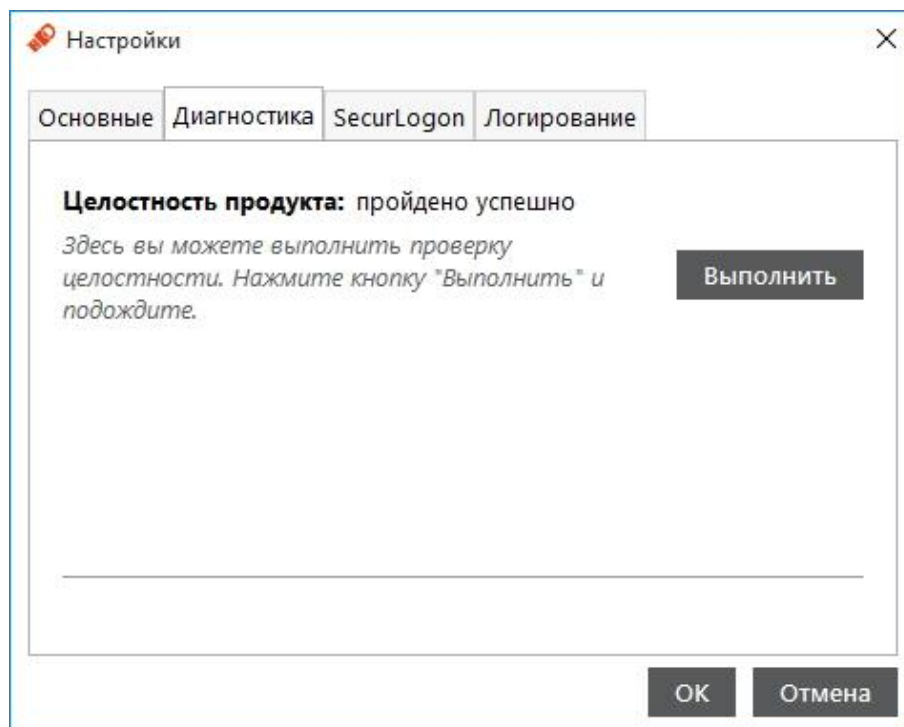 Настройки
Основные Диагностика SecurLogon Логирование
Целостность продукта: пройдено успешно
Здесь вы можете выполнить проверку
целостности. Нажмите кнопку "Выполнить" и
подождите.
Выполнить
ОК Отмена